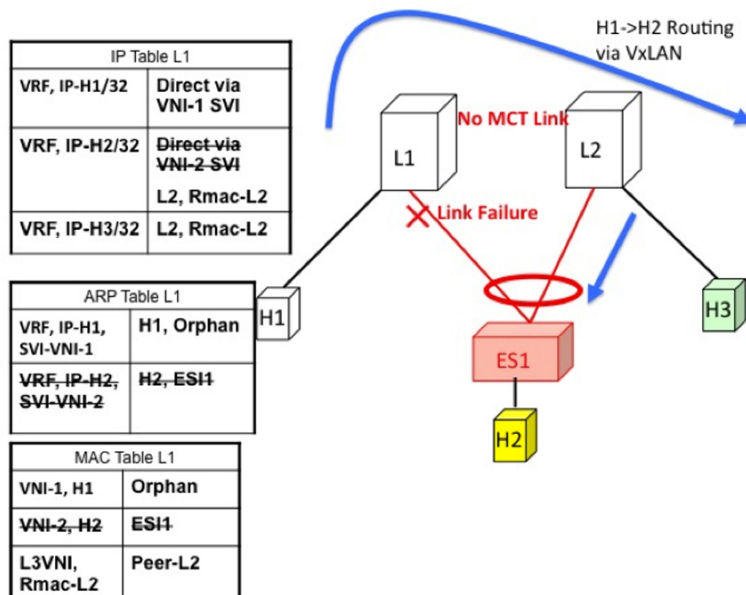 H1->H2 Routing
via VxLAN
IP Table L1
VRF, IP-H1/32
Direct via
VNI-1 SVI
VRF, IP-H2/32
Direct via
VNI-2 SVI
L2, Rmac-L2
VRF, IP-H3/32
L2, Rmac-L2
No MCT Link
L1
L2
Link Failure
ARP Table L1
VRF, IP-H1,
SVI-VNI-1
H1, Orphan
VRF, IP-H2,
SVI-VNI-2
H2, ESI1
H1
H3
ES1
H2
MAC Table L1
VNI-1, H1
Orphan
VNI-2, H2
ESI1
L3VNI,
Rmac-L2
Peer-L2